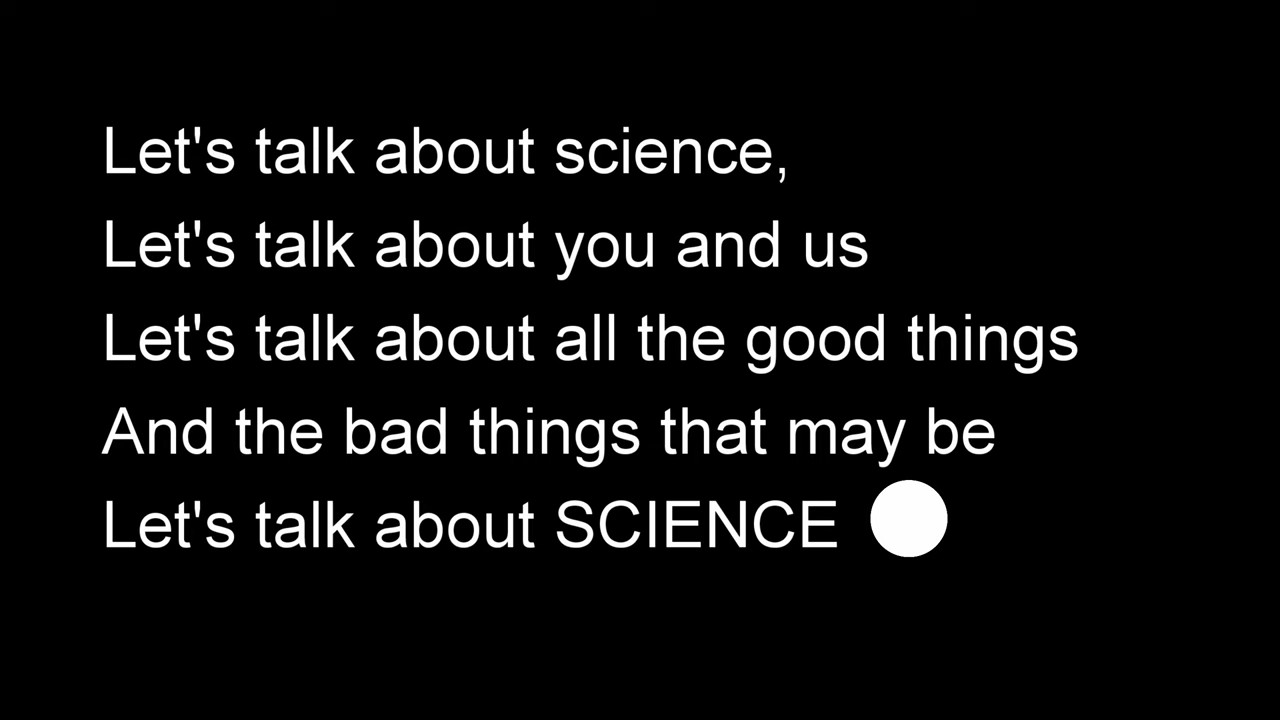 Let's talk about science,
Let's talk about you and us
Let's talk about all the good things
And the bad things that may be
Let's talk about SCIENCE